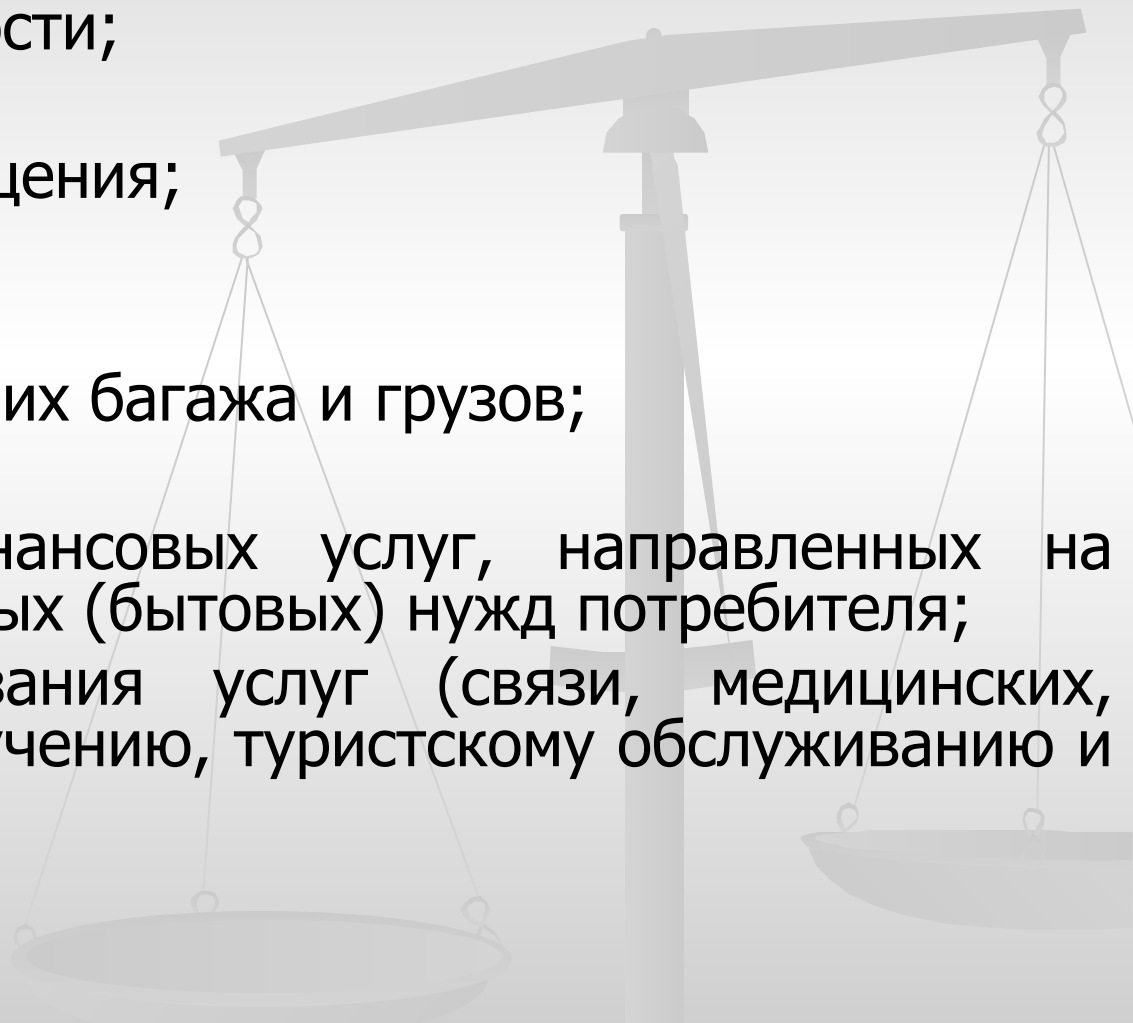 ости;
щения;
их багажа и грузов;
нансовых услуг, направленных на
ых (бытовых) нужд потребителя;
вания услуг (связи, медицинских,
учению, туристскому обслуживанию и